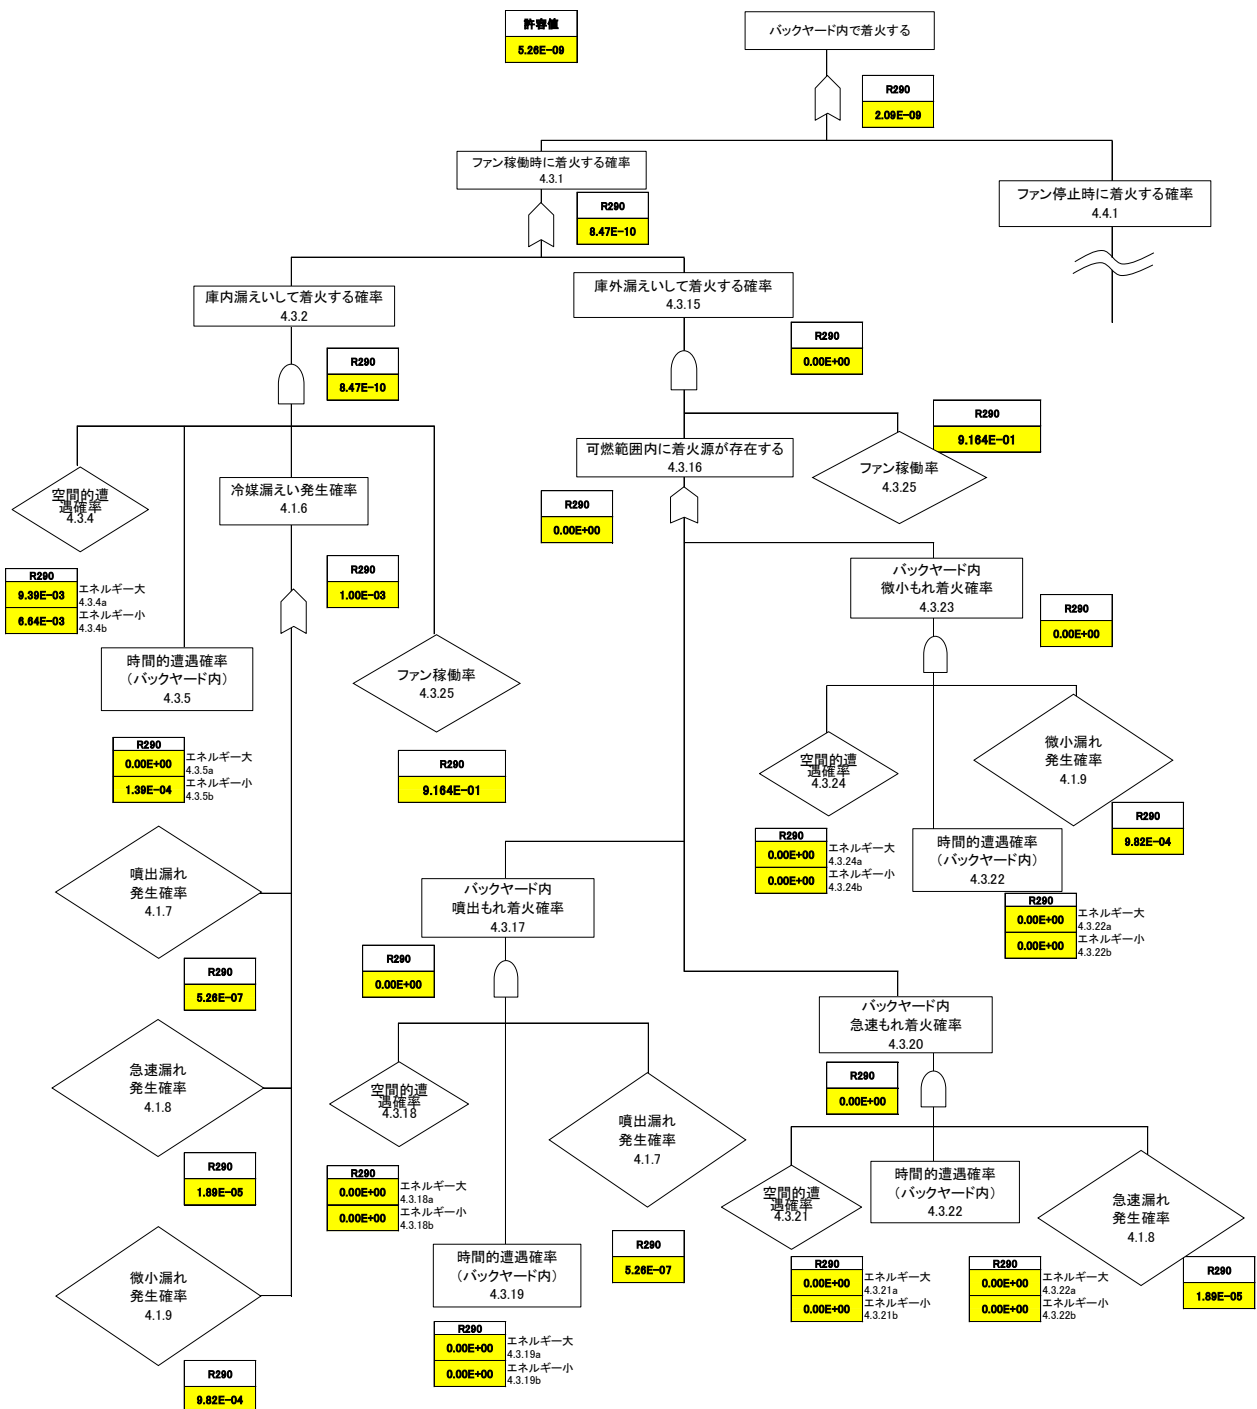 許容値
5.26E-09
バックヤード内で着火する
R290
2.09E-09
ファン稼働時に着火する確率
4.3.1
R290
8.47E-10
ファン停止時に着火する確率
4.4.1
庫内漏えいして着火する確率
4.3.2
R290
8.47E-10
庫外漏えいして着火する確率
4.3.15
R290
0.00E+00
空間的遭
遇確率
4.3.4
R290
9.39E-03
エネルギー大
4.3.4a
6.64E-03
エネルギー小
4.3.4b
冷媒漏えい発生確率
4.1.6
R290
1.00E-03
可燃範囲内に着火源が存在する
4.3.16
R290
0.00E+00
ファン稼働率
4.3.25
R290
9.164E-01
時間的遭遇確率
（バックヤード内）
4.3.5
R290
0.00E+00
エネルギー大
4.3.5a
1.39E-04
エネルギー小
4.3.5b
ファン稼働率
4.3.25
R290
9.164E-01
バックヤード内
微小もれ着火確率
4.3.23
R290
0.00E+00
空間的遭
遇確率
4.3.24
R290
0.00E+00
エネルギー大
4.3.24a
0.00E+00
エネルギー小
4.3.24b
微小漏れ
発生確率
4.1.9
R290
9.82E-04
時間的遭遇確率
（バックヤード内）
4.3.22
R290
0.00E+00
エネルギー大
4.3.22a
0.00E+00
エネルギー小
4.3.22b
噴出漏れ
発生確率
4.1.7
R290
5.26E-07
バックヤード内
噴出もれ着火確率
4.3.17
R290
0.00E+00
バックヤード内
急速もれ着火確率
4.3.20
R290
0.00E+00
急速漏れ
発生確率
4.1.8
R290
1.89E-05
空間的遭
遇確率
4.3.18
R290
0.00E+00
エネルギー大
4.3.18a
0.00E+00
エネルギー小
4.3.18b
噴出漏れ
発生確率
4.1.7
R290
5.26E-07
時間的遭遇確率
（バックヤード内）
4.3.19
R290
0.00E+00
エネルギー大
4.3.19a
0.00E+00
エネルギー小
4.3.19b
空間的遭
遇確率
4.3.21
R290
0.00E+00
エネルギー大
4.3.21a
0.00E+00
エネルギー小
4.3.21b
時間的遭遇確率
（バックヤード内）
4.3.22
R290
0.00E+00
エネルギー大
4.3.22a
0.00E+00
エネルギー小
4.3.22b
急速漏れ
発生確率
4.1.8
R290
1.89E-05
微小漏れ
発生確率
4.1.9
R290
9.82E-04